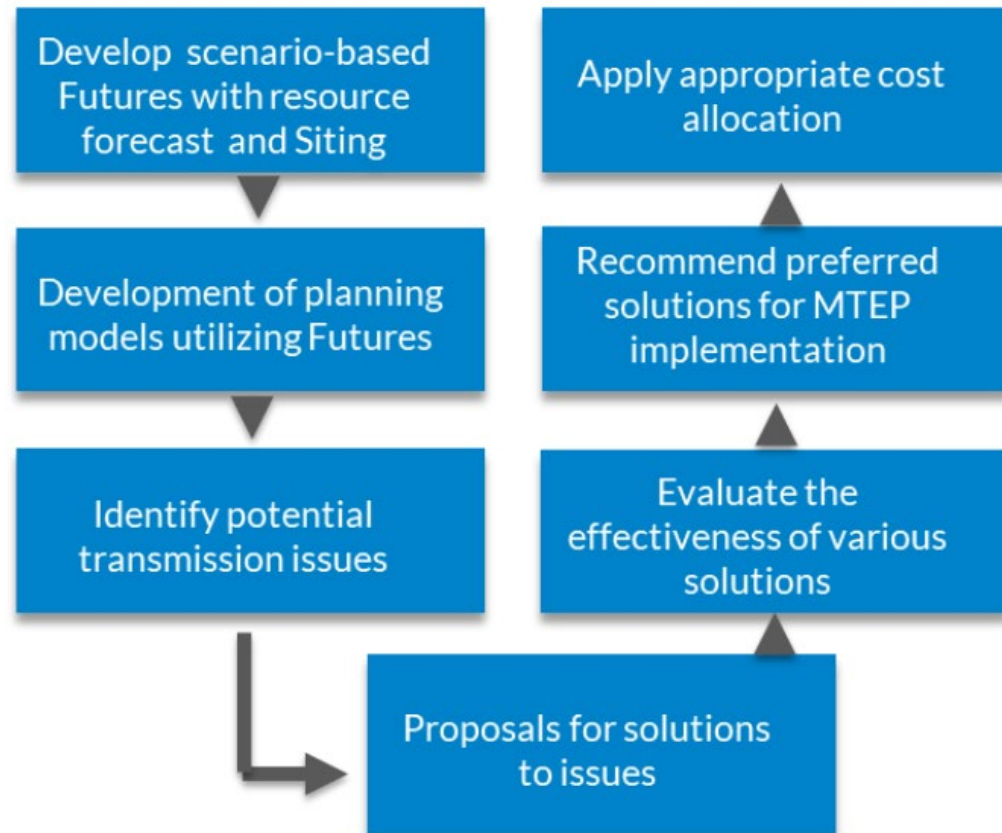 Develop scenario-based
Futures with resource
forecast and Siting
Development of planning
models utilizing Futures
Identify potential
transmission issues
Proposals for solutions
to issues
Evaluate the
effectiveness of various
solutions
Recommend preferred
solutions for MTEP
implementation
Apply appropriate cost
allocation